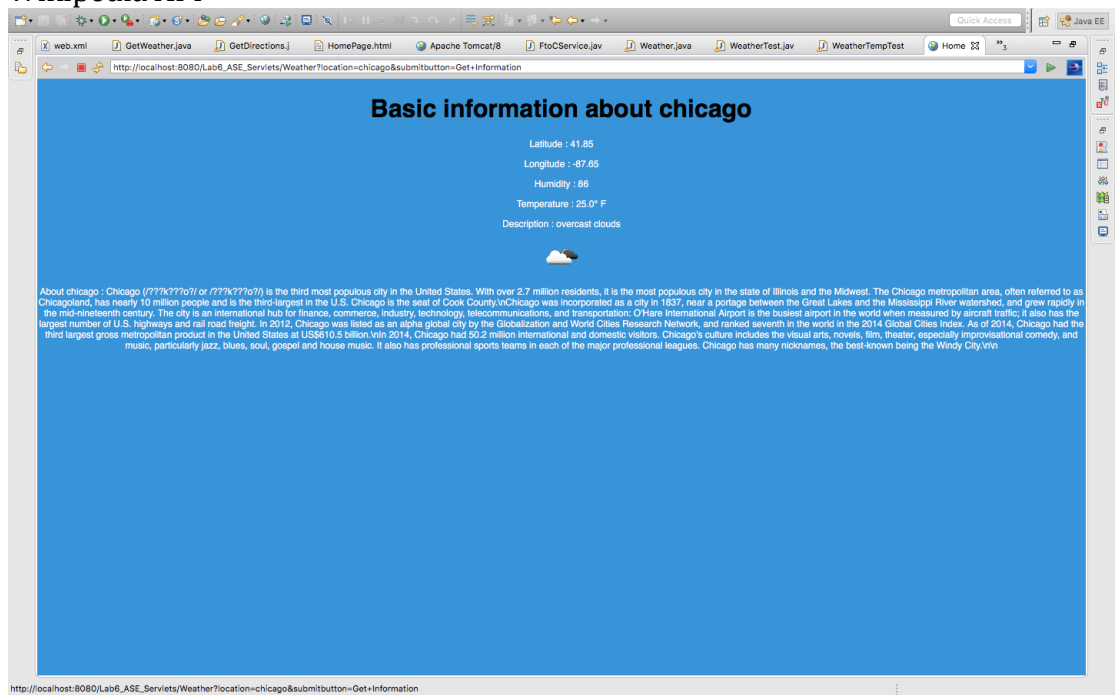 Wikipedia API
Quick Access
Java EE
web.xml GetWeather.java GetDirections.j HomePage.html Apache Tomcat/8 FtoCService.jav Weather.java WeatherTest.jav WeatherTempTest Home »3
http://localhost:8080/Lab6_ASE_Servlets/Weather?location=chicago&submitbutton=Get+Information
Basic information about chicago
Latitude : 41.85
Longitude : -87.65
Humidity : 86
Temperature : 25.0° F
Description : overcast clouds
About chicago : Chicago (/???k???o?/ or /???k???o?/) is the third most populous city in the United States. With over 2.7 million residents, it is the most populous city in the state of Illinois and the Midwest. The Chicago metropolitan area, often referred to as
Chicagoland, has nearly 10 million people and is the third-largest in the U.S. Chicago is the seat of Cook County.\nChicago was incorporated as a city in 1837, near a portage between the Great Lakes and the Mississippi River watershed, and grew rapidly in
the mid-nineteenth century. The city is an international hub for finance, commerce, industry, technology, telecommunications, and transportation: O'Hare International Airport is the busiest airport in the world when measured by aircraft traffic; it also has the
largest number of U.S. highways and rail road freight. In 2012, Chicago was listed as an alpha global city by the Globalization and World Cities Research Network, and ranked seventh in the world in the 2014 Global Cities Index. As of 2014, Chicago had the
third largest gross metropolitan product in the United States at US$610.5 billion.\nIn 2014, Chicago had 50.2 million international and domestic visitors. Chicago's culture includes the visual arts, novels, film, theater, especially improvisational comedy, and
music, particularly jazz, blues, soul, gospel and house music. It also has professional sports teams in each of the major professional leagues. Chicago has many nicknames, the best-known being the Windy City.\n\n
http://localhost:8080/Lab6_ASE_Servlets/Weather?location=chicago&submitbutton=Get+Information